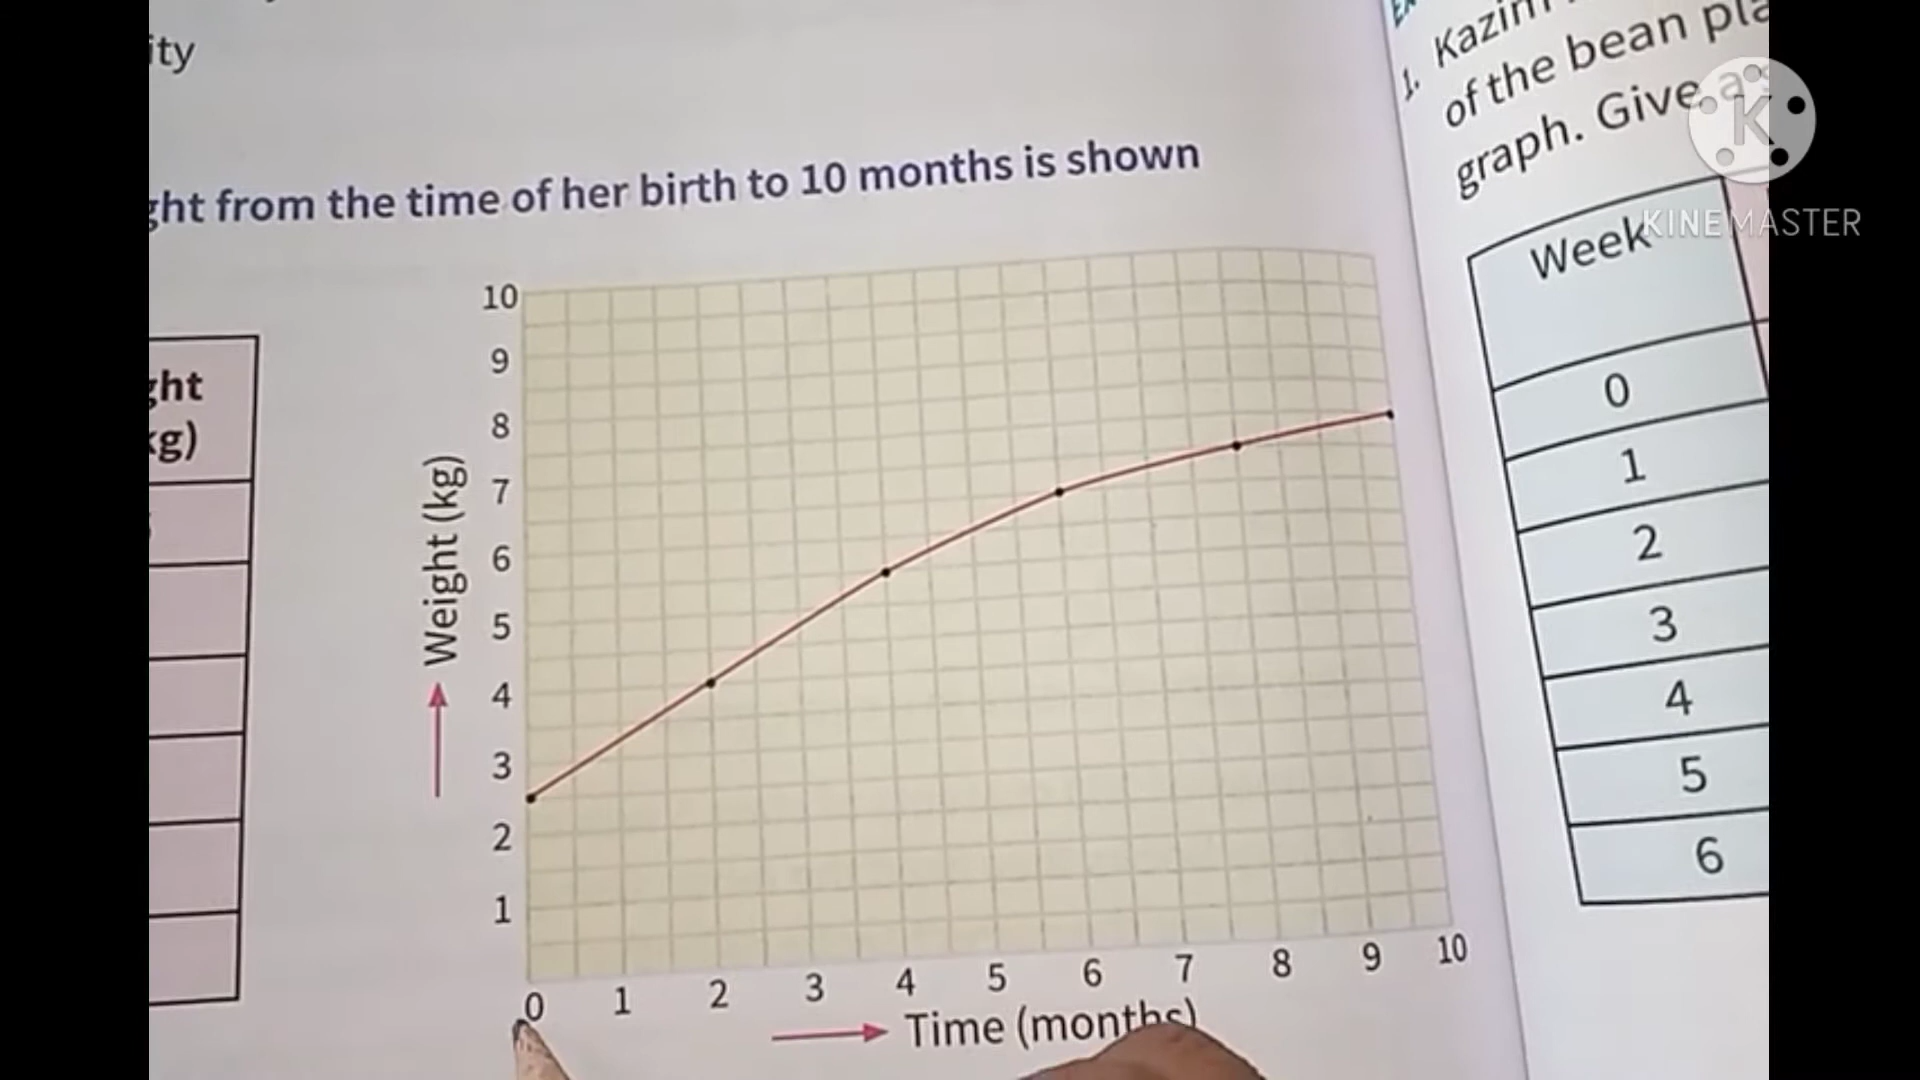 ity
ght from the time of her birth to 10 months is shown
ght
kg)
10
9
8
7
6
5
4
3
2
1
Weight (kg)
0 1 2 3 4 5 6 7 8 9 10
Time (months)
1. Kazim
of the bean pla
graph. Give a
K
KINEMASTER
Week
0
1
2
3
4
5
6